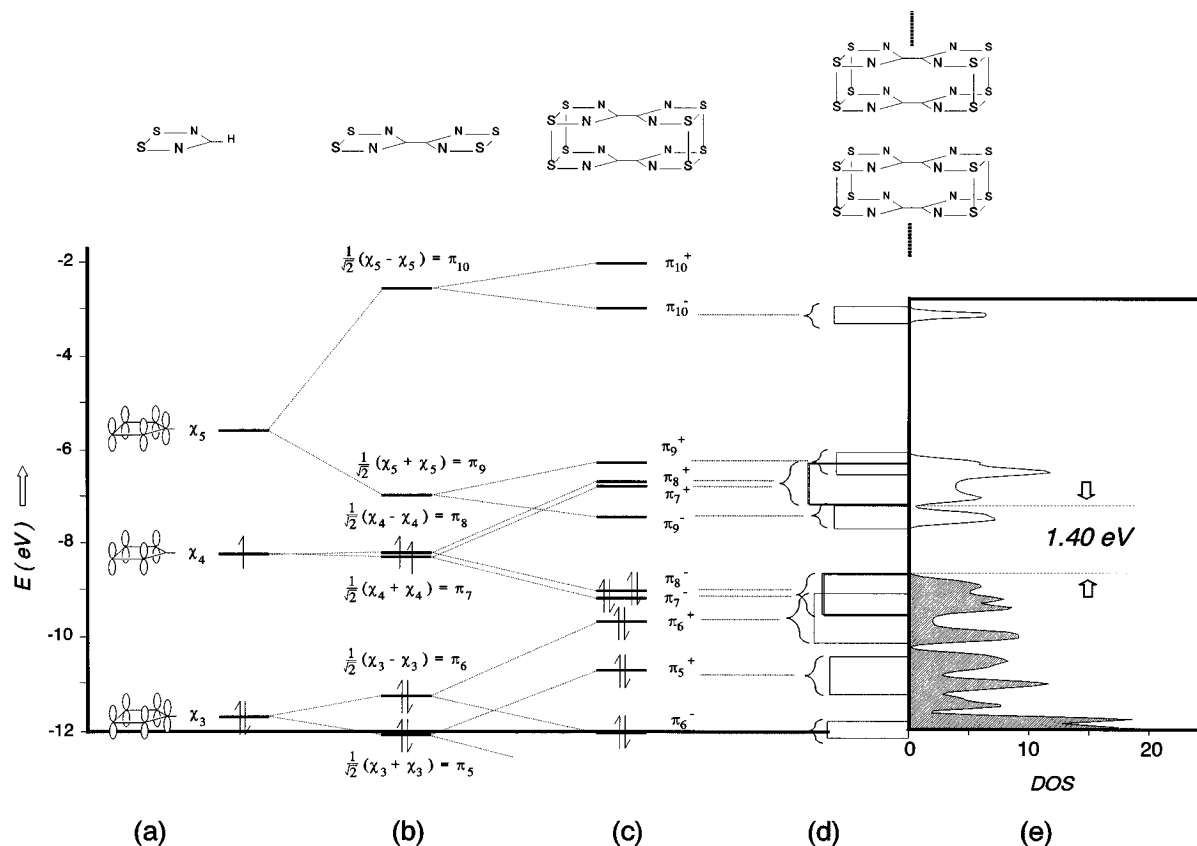 S N S
S N H
S N N S
S N N S
S N N S
S N N S
S N N S
S N N S
S N N S
S N N S
S N N S
S N N S
S N N S
S N N S
E (eV)
-2
-4
-6
-8
-10
-12
χ5
χ4
χ3
1/√2 (χ5 - χ5) = π10
1/√2 (χ5 + χ5) = π9
1/√2 (χ4 - χ4) = π8
1/√2 (χ4 + χ4) = π7
1/√2 (χ3 - χ3) = π6
1/√2 (χ3 + χ3) = π5
π10+
π10-
π9+
π8+
π7+
π9-
π8-
π7-
π6+
π5+
π6-
1.40 eV
0 10 20
DOS
(a) (b) (c) (d) (e)